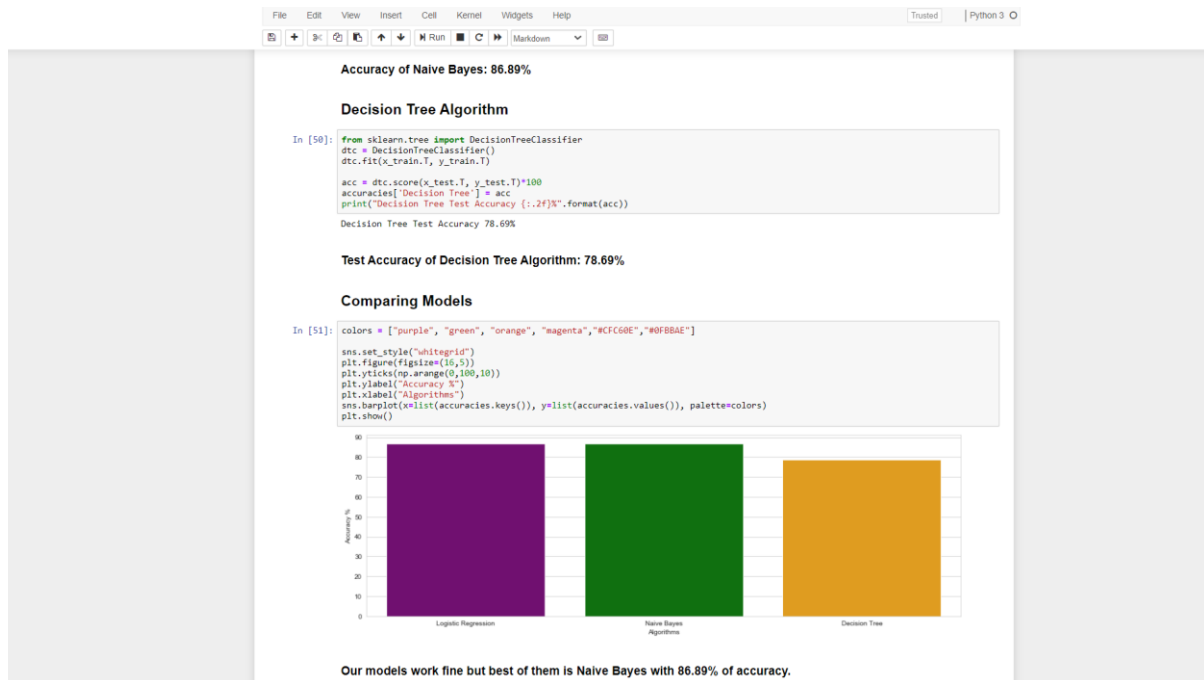 File Edit View Insert Cell Kernel Widgets Help Trusted Python 3
Run Markdown
Accuracy of Naive Bayes: 86.89%
Decision Tree Algorithm
In [50]: from sklearn.tree import DecisionTreeClassifier
dtc = DecisionTreeClassifier()
dtc.fit(x_train.T, y_train.T)
acc = dtc.score(x_test.T, y_test.T)*100
accuracies['Decision Tree'] = acc
print("Decision Tree Test Accuracy {:.2f}%".format(acc))
Decision Tree Test Accuracy 78.69%
Test Accuracy of Decision Tree Algorithm: 78.69%
Comparing Models
In [51]: colors = ["purple", "green", "orange", "magenta","#CFC60E","#0FBBAE"]
sns.set_style("whitegrid")
plt.figure(figsize=(16,5))
plt.yticks(np.arange(0,100,10))
plt.ylabel("Accuracy %")
plt.xlabel("Algorithms")
sns.barplot(x=list(accuracies.keys()), y=list(accuracies.values()), palette=colors)
plt.show()
90
80
70
60
50
40
30
20
10
0
Accuracy %
Logistic Regression Naive Bayes Decision Tree
Algorithms
Our models work fine but best of them is Naive Bayes with 86.89% of accuracy.